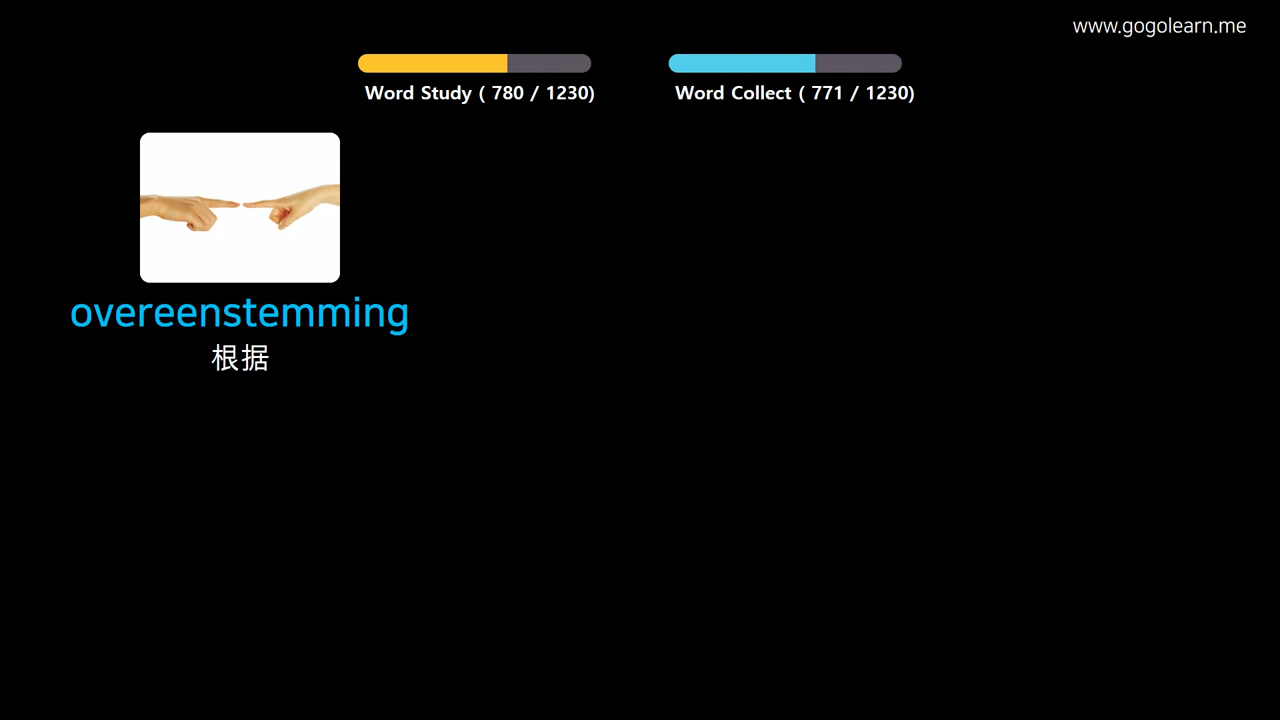 www.gogolearn.me
Word Study ( 780 / 1230)
Word Collect ( 771 / 1230)
overeenstemming
根据